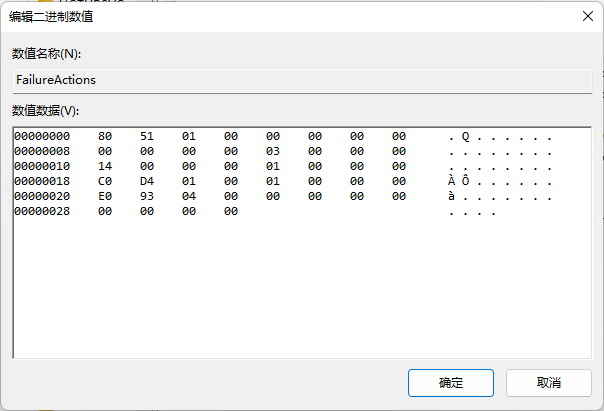 编辑二进制数值
数值名称(N):
FailureActions
数值数据(V):
00000000 80 51 01 00 00 00 00 00 . Q . . . . . .
00000008 00 00 00 00 03 00 00 00 . . . . . . . .
00000010 14 00 00 00 01 00 00 00 . . . . . . . .
00000018 C0 D4 01 00 01 00 00 00 À Ô . . . . . .
00000020 E0 93 04 00 00 00 00 00 à . . . . . . .
00000028 00 00 00 00 . . . .
确定 取消